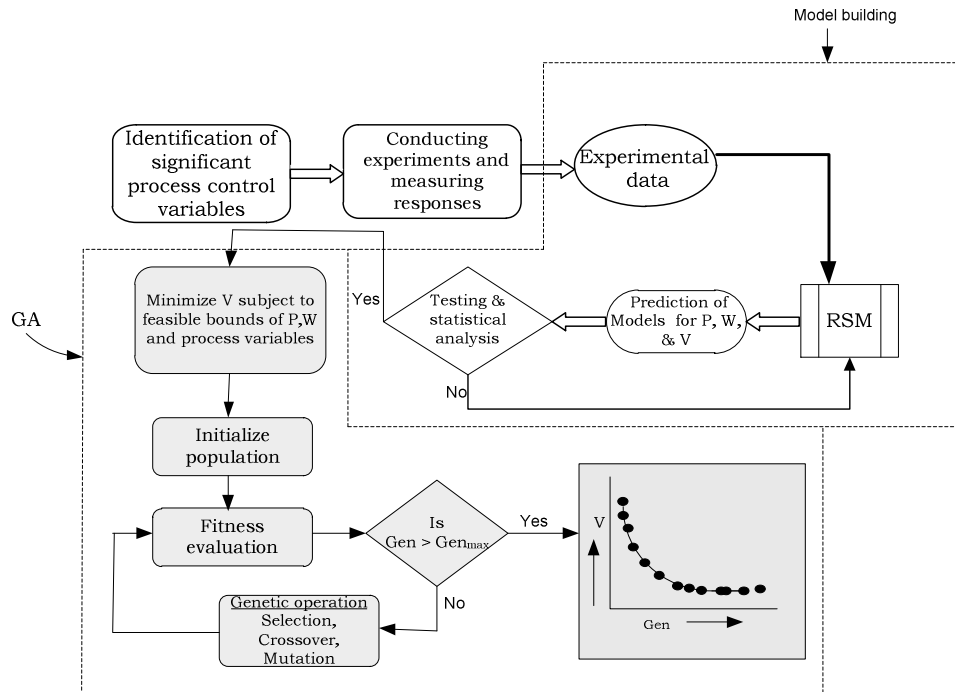 Model building
Identification of
significant
process control
variables
Conducting
experiments and
measuring
responses
Experimental
data
GA
Minimize V subject to
feasible bounds of P,W
and process variables
Yes
Testing &
statistical
analysis
No
Prediction of
Models for P, W,
& V
RSM
Initialize
population
Fitness
evaluation
Is
Gen > Genmax
Yes
No
Genetic operation
Selection,
Crossover,
Mutation
V
Gen